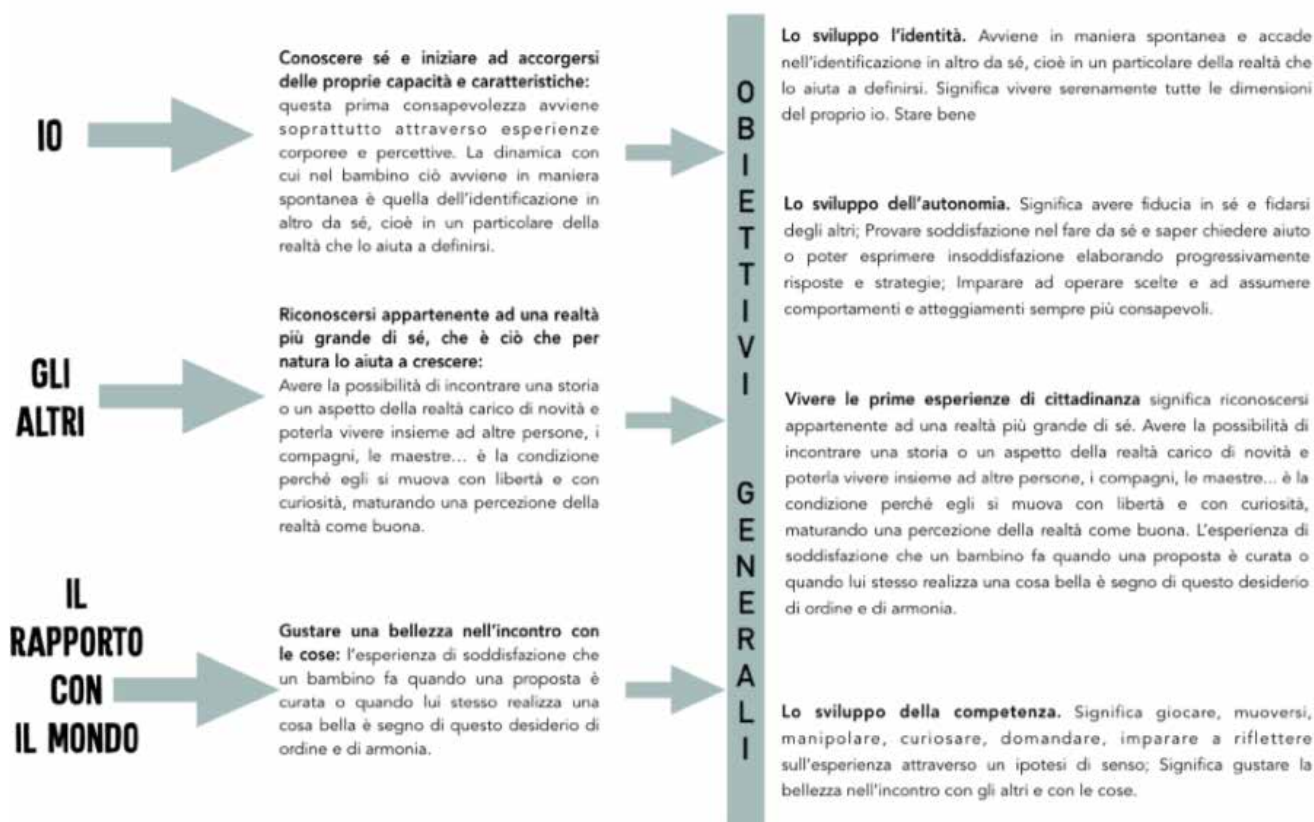 IO
Conoscere sé e iniziare ad accorgersi
delle proprie capacità e caratteristiche:
questa prima consapevolezza avviene
soprattutto attraverso esperienze
corporee e percettive. La dinamica con
cui nel bambino ciò avviene in maniera
spontanea è quella dell'identificazione in
altro da sé, cioè in un particolare della
realtà che lo aiuta a definirsi.
GLI
ALTRI
Riconoscersi appartenente ad una realtà
più grande di sé, che è ciò che per
natura lo aiuta a crescere:
Avere la possibilità di incontrare una storia
o un aspetto della realtà carico di novità e
poterla vivere insieme ad altre persone, i
compagni, le maestre... è la condizione
perché egli si muova con libertà e con
curiosità, maturando una percezione della
realtà come buona.
IL
RAPPORTO
CON
IL MONDO
Gustare una bellezza nell'incontro con
le cose: l'esperienza di soddisfazione che
un bambino fa quando una proposta è
curata o quando lui stesso realizza una
cosa bella è segno di questo desiderio di
ordine e di armonia.
OBIETTIVI GENERALI
Lo sviluppo l'identità. Avviene in maniera spontanea e accade
nell'identificazione in altro da sé, cioè in un particolare della realtà che
lo aiuta a definirsi. Significa vivere serenamente tutte le dimensioni
del proprio io. Stare bene
Lo sviluppo dell'autonomia. Significa avere fiducia in sé e fidarsi
degli altri; Provare soddisfazione nel fare da sé e saper chiedere aiuto
o poter esprimere insoddisfazione elaborando progressivamente
risposte e strategie; Imparare ad operare scelte e ad assumere
comportamenti e atteggiamenti sempre più consapevoli.
Vivere le prime esperienze di cittadinanza significa riconoscersi
appartenente ad una realtà più grande di sé. Avere la possibilità di
incontrare una storia o un aspetto della realtà carico di novità e
poterla vivere insieme ad altre persone, i compagni, le maestre... è la
condizione perché egli si muova con libertà e con curiosità,
maturando una percezione della realtà come buona. L'esperienza di
soddisfazione che un bambino fa quando una proposta è curata o
quando lui stesso realizza una cosa bella è segno di questo desiderio
di ordine e di armonia.
Lo sviluppo della competenza. Significa giocare, muoversi,
manipolare, curiosare, domandare, imparare a riflettere
sull'esperienza attraverso un ipotesi di senso; Significa gustare la
bellezza nell'incontro con gli altri e con le cose.